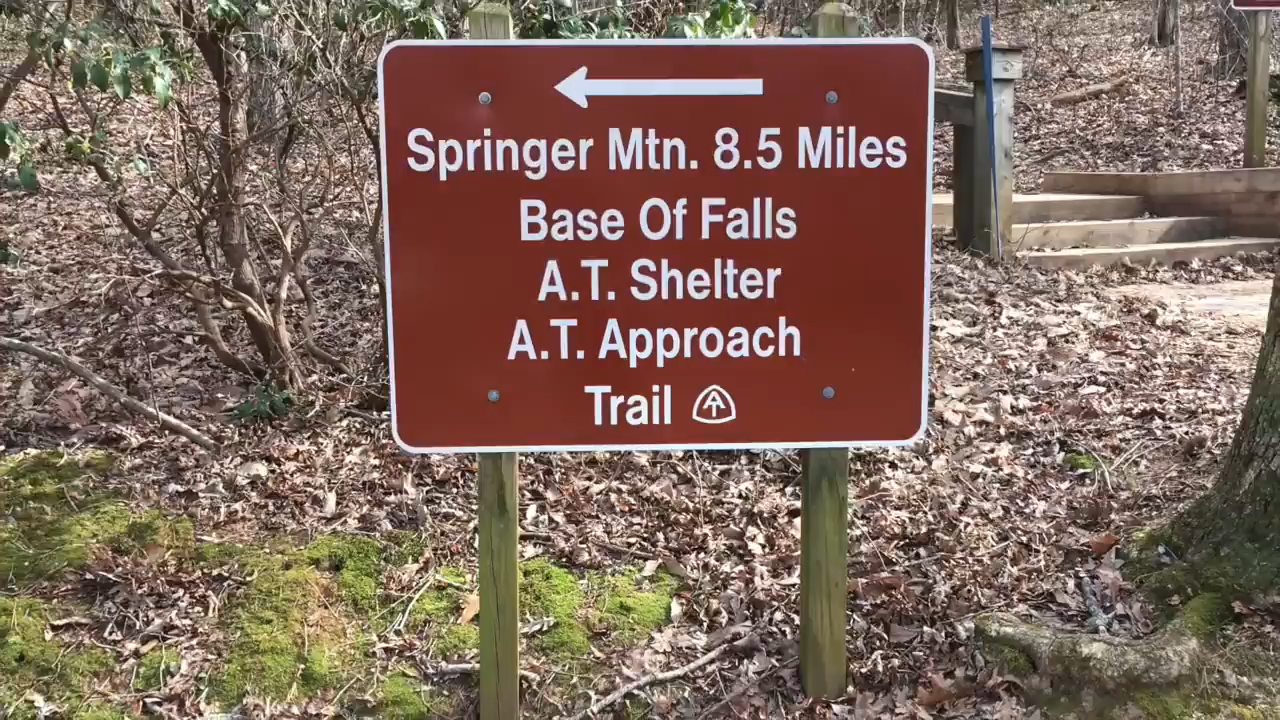 Springer Mtn. 8.5 Miles
Base Of Falls
A.T. Shelter
A.T. Approach
Trail